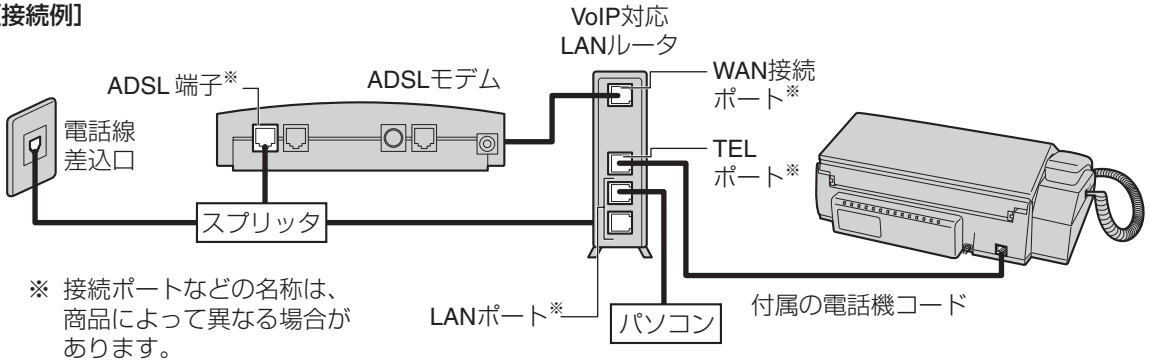 接続例]
VoIP対応
LANルータ
ADSL 端子※
ADSLモデム
WAN接続
ポート※
電話線
差込口
TEL
ポート※
スプリッタ
※ 接続ポートなどの名称は、
商品によって異なる場合が
あります。
LANポート※
パソコン
付属の電話機コード